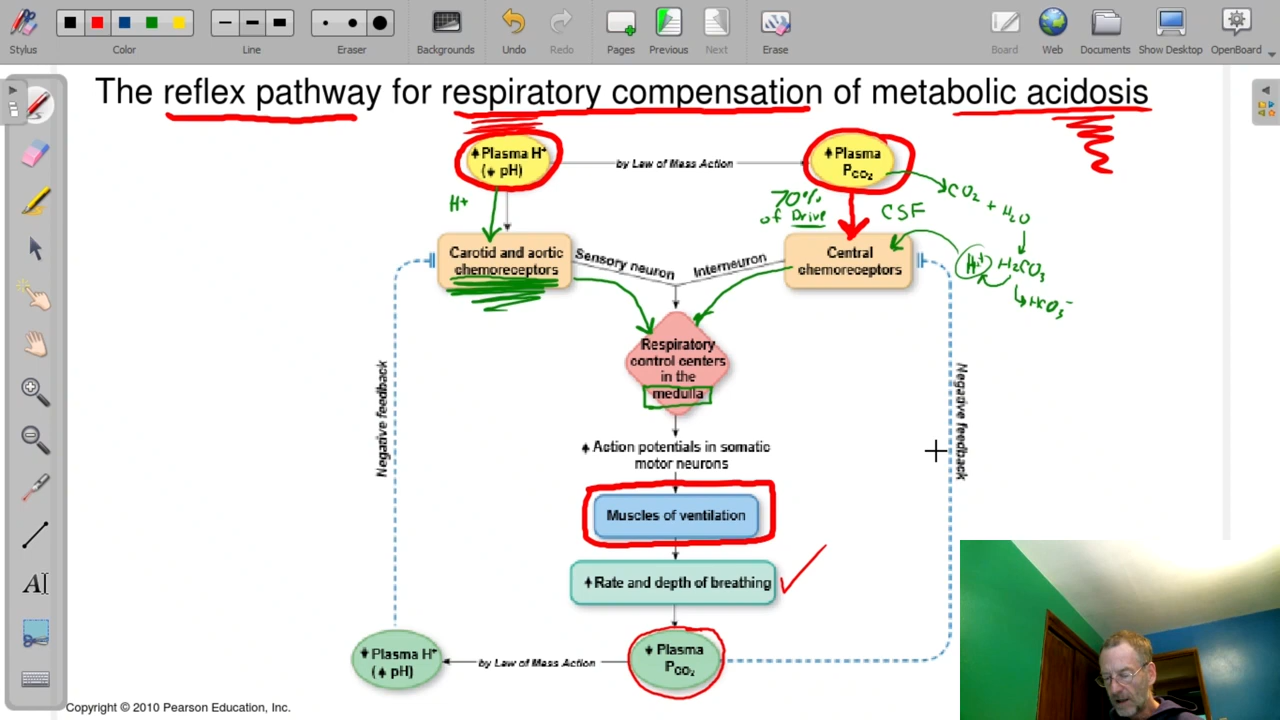 Stylus
Color
Line
Eraser
Backgrounds
Undo
Redo
Pages
Previous
Next
Erase
Board
Web
Documents
Show Desktop
OpenBoard
The reflex pathway for respiratory compensation of metabolic acidosis
Plasma H+
(pH)
by Law of Mass Action
Plasma
PCO2
H+
70%
of Drive
CSF
CO2 + H2O
Carotid and aortic
chemoreceptors
Sensory neuron
Interneuron
Central
chemoreceptors
H+
H2CO3
HCO3-
Respiratory
control centers
in the
medulla
Negative feedback
Negative feedback
Action potentials in somatic
motor neurons
Muscles of ventilation
Rate and depth of breathing
Plasma H+
(pH)
by Law of Mass Action
Plasma
PCO2
Copyright © 2010 Pearson Education, Inc.